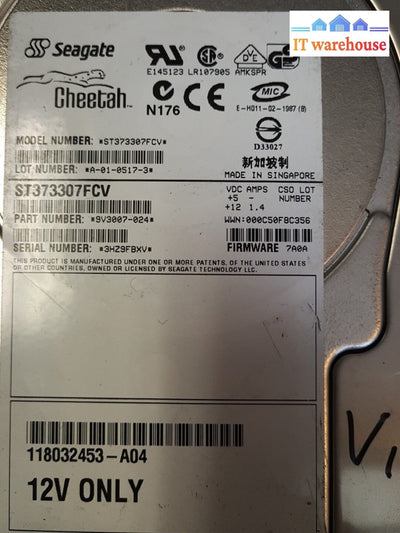 IT warehouse
Seagate
Cheetah
E145123 LR107905 AMKSPR
N176
MIC
E-H011-02-1987 (B)
D33027
MODEL NUMBER: *ST373307FCV*
新加坡制
LOT NUMBER: *A-01-0517-3*
MADE IN SINGAPORE
ST373307FCV
VDC AMPS CSO LOT
+5 - NUMBER
+12 1.4
PART NUMBER: *9V3007-024*
WWN:000C50F8C356
SERIAL NUMBER: *3HZ9FBXV*
FIRMWARE 7A0A
THIS PRODUCT IS MANUFACTURED UNDER ONE OR MORE PATENTS, OF THE UNITED STATES
OR OTHER COUNTRIES, OWNED OR LICENSED BY SEAGATE TECHNOLOGY LLC.
118032453-A04
12V ONLY